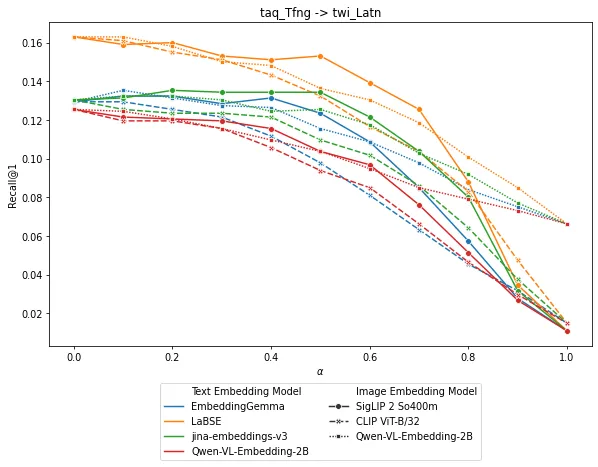 taq_Tfng -> twi_Latn
Recall@1
0.16
0.14
0.12
0.10
0.08
0.06
0.04
0.02
0.0 0.2 0.4 0.6 0.8 1.0
α
Text Embedding Model
EmbeddingGemma
LaBSE
jina-embeddings-v3
Qwen-VL-Embedding-2B
Image Embedding Model
SigLIP 2 So400m
CLIP ViT-B/32
Qwen-VL-Embedding-2B